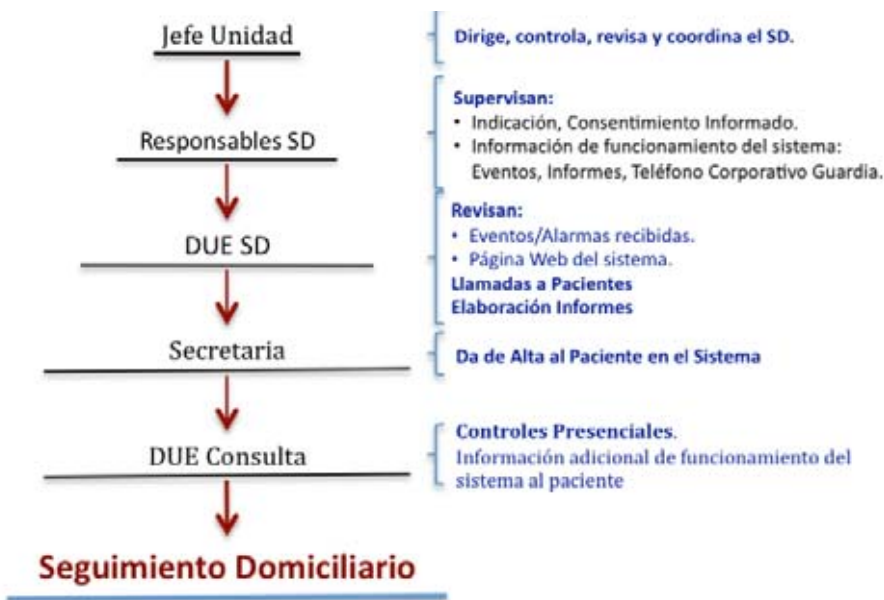 Jefe Unidad
Dirige, controla, revisa y coordina el SD.
Responsables SD
Supervisan:
• Indicación, Consentimiento Informado.
• Información de funcionamiento del sistema:
Eventos, Informes, Teléfono Corporativo Guardia.
DUE SD
Revisan:
• Eventos/Alarmas recibidas.
• Página Web del sistema.
Llamadas a Pacientes
Elaboración Informes
Secretaria
Da de Alta al Paciente en el Sistema
DUE Consulta
Controles Presenciales.
Información adicional de funcionamiento del
sistema al paciente
Seguimiento Domiciliario